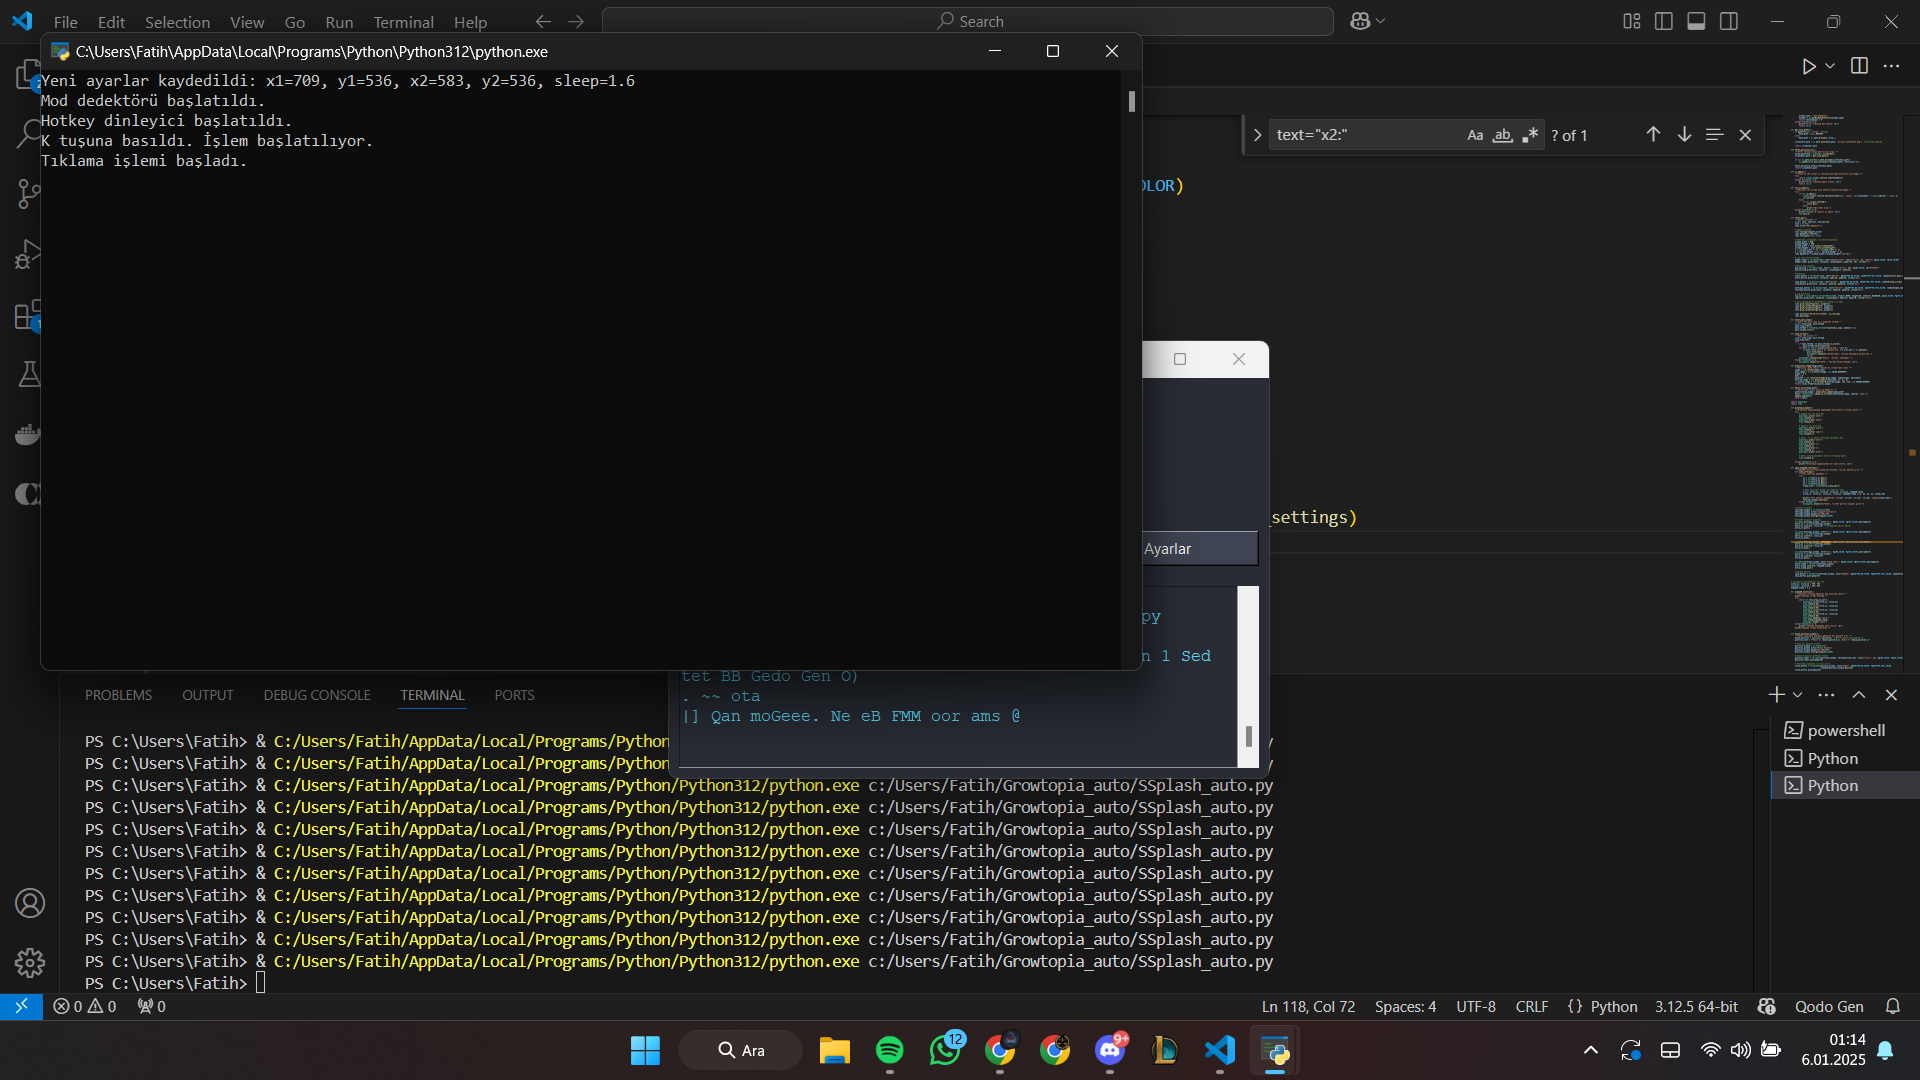 File Edit Selection View Go Run Terminal Help
Search
C:\Users\Fatih\AppData\Local\Programs\Python\Python312\python.exe
Yeni ayarlar kaydedildi: x1=709, y1=536, x2=583, y2=536, sleep=1.6
Mod dedektörü başlatıldı.
Hotkey dinleyici başlatıldı.
K tuşuna basıldı. İşlem başlatılıyor.
Tıklama işlemi başladı.
text="x2:"
Aa ab
? of 1
OLOR)
_settings)
Ayarlar
py
n 1 Sed
tet BB Gedo Gen O)
. ~~ ota
|] Qan moGeee. Ne eB FMM oor ams @
PROBLEMS OUTPUT DEBUG CONSOLE TERMINAL PORTS
powershell
Python
Python
PS C:\Users\Fatih> & C:/Users/Fatih/AppData/Local/Programs/Python
PS C:\Users\Fatih> & C:/Users/Fatih/AppData/Local/Programs/Python
PS C:\Users\Fatih> & C:/Users/Fatih/AppData/Local/Programs/Python/Python312/python.exe c:/Users/Fatih/Growtopia_auto/SSplash_auto.py
PS C:\Users\Fatih> & C:/Users/Fatih/AppData/Local/Programs/Python/Python312/python.exe c:/Users/Fatih/Growtopia_auto/SSplash_auto.py
PS C:\Users\Fatih> & C:/Users/Fatih/AppData/Local/Programs/Python/Python312/python.exe c:/Users/Fatih/Growtopia_auto/SSplash_auto.py
PS C:\Users\Fatih> & C:/Users/Fatih/AppData/Local/Programs/Python/Python312/python.exe c:/Users/Fatih/Growtopia_auto/SSplash_auto.py
PS C:\Users\Fatih> & C:/Users/Fatih/AppData/Local/Programs/Python/Python312/python.exe c:/Users/Fatih/Growtopia_auto/SSplash_auto.py
PS C:\Users\Fatih> & C:/Users/Fatih/AppData/Local/Programs/Python/Python312/python.exe c:/Users/Fatih/Growtopia_auto/SSplash_auto.py
PS C:\Users\Fatih> & C:/Users/Fatih/AppData/Local/Programs/Python/Python312/python.exe c:/Users/Fatih/Growtopia_auto/SSplash_auto.py
PS C:\Users\Fatih> & C:/Users/Fatih/AppData/Local/Programs/Python/Python312/python.exe c:/Users/Fatih/Growtopia_auto/SSplash_auto.py
PS C:\Users\Fatih> & C:/Users/Fatih/AppData/Local/Programs/Python/Python312/python.exe c:/Users/Fatih/Growtopia_auto/SSplash_auto.py
PS C:\Users\Fatih>
0 0 0
Ln 118, Col 72 Spaces: 4 UTF-8 CRLF {} Python 3.12.5 64-bit Qodo Gen
Ara
12
9+
01:14
6.01.2025